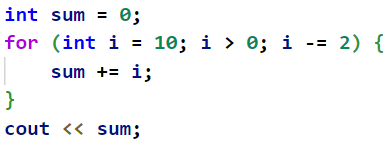 int sum = 0;
for (int i = 10; i > 0; i -= 2) {
    sum += i;
}
cout << sum;